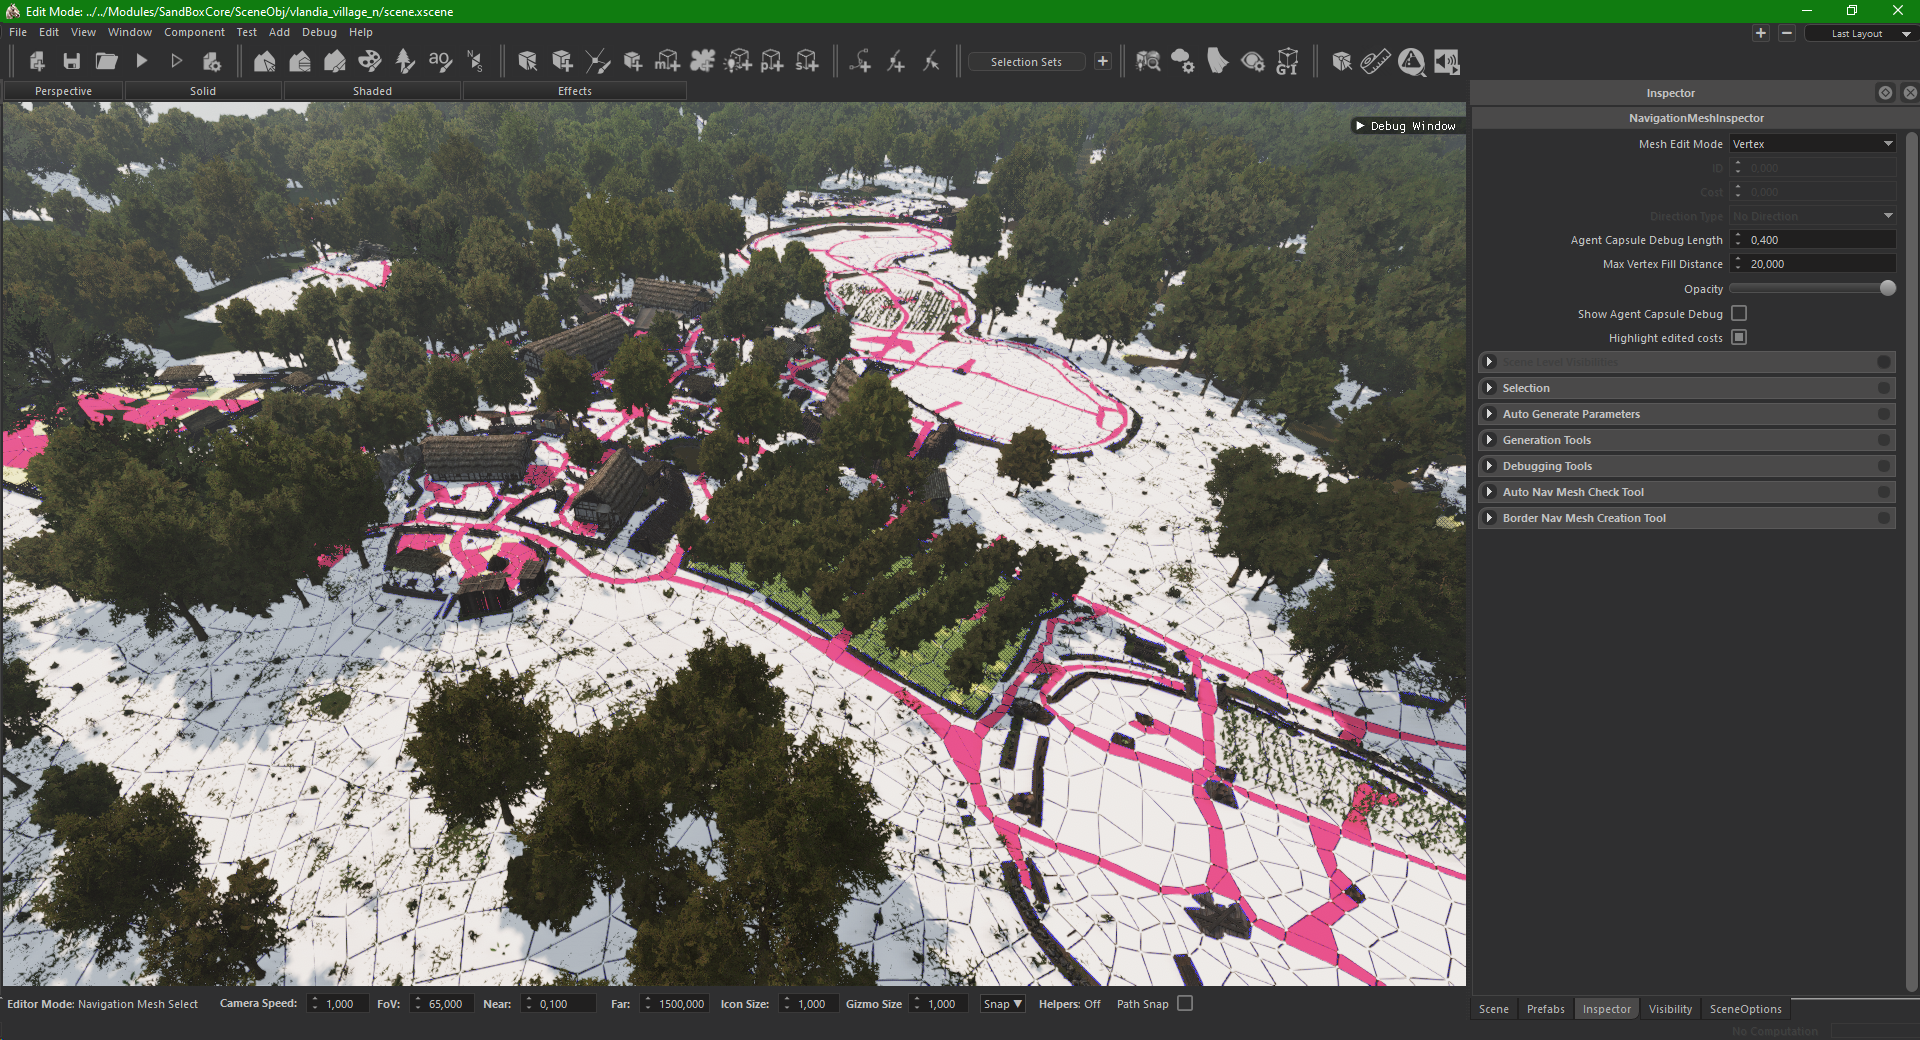 Edit Mode: ../../Modules/SandBoxCore/SceneObj/vlandia_village_n/scene.xscene
File Edit View Window Component Test Add Debug Help
Last Layout
Selection Sets
Perspective Solid Shaded Effects
Debug Window
Inspector
NavigationMeshInspector
Mesh Edit Mode Vertex
ID 0,000
Cost 0,000
Direction Type No Direction
Agent Capsule Debug Length 0,400
Max Vertex Fill Distance 20,000
Opacity
Show Agent Capsule Debug
Highlight edited costs
Scene Level Visibilities
Selection
Auto Generate Parameters
Generation Tools
Debugging Tools
Auto Nav Mesh Check Tool
Border Nav Mesh Creation Tool
Editor Mode: Navigation Mesh Select Camera Speed: 1,000 FoV: 65,000 Near: 0,100 Far: 1500,000 Icon Size: 1,000 Gizmo Size 1,000 Snap ▼ Helpers: Off Path Snap
Scene Prefabs Inspector Visibility SceneOptions
No Computation